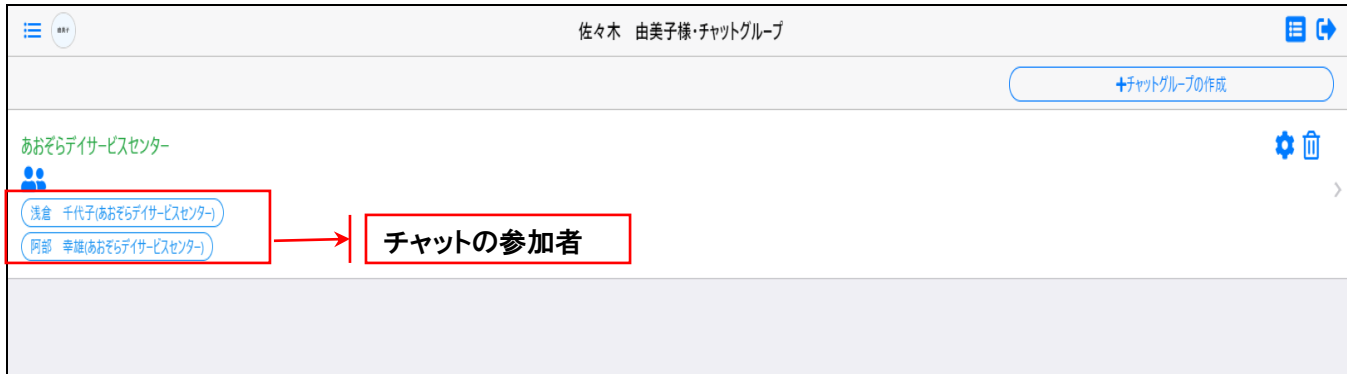 佐々木　由美子様・チャットグループ
+チャットグループの作成
あおぞらデイサービスセンター
浅倉　千代子(あおぞらデイサービスセンター)
阿部　幸雄(あおぞらデイサービスセンター)
チャットの参加者